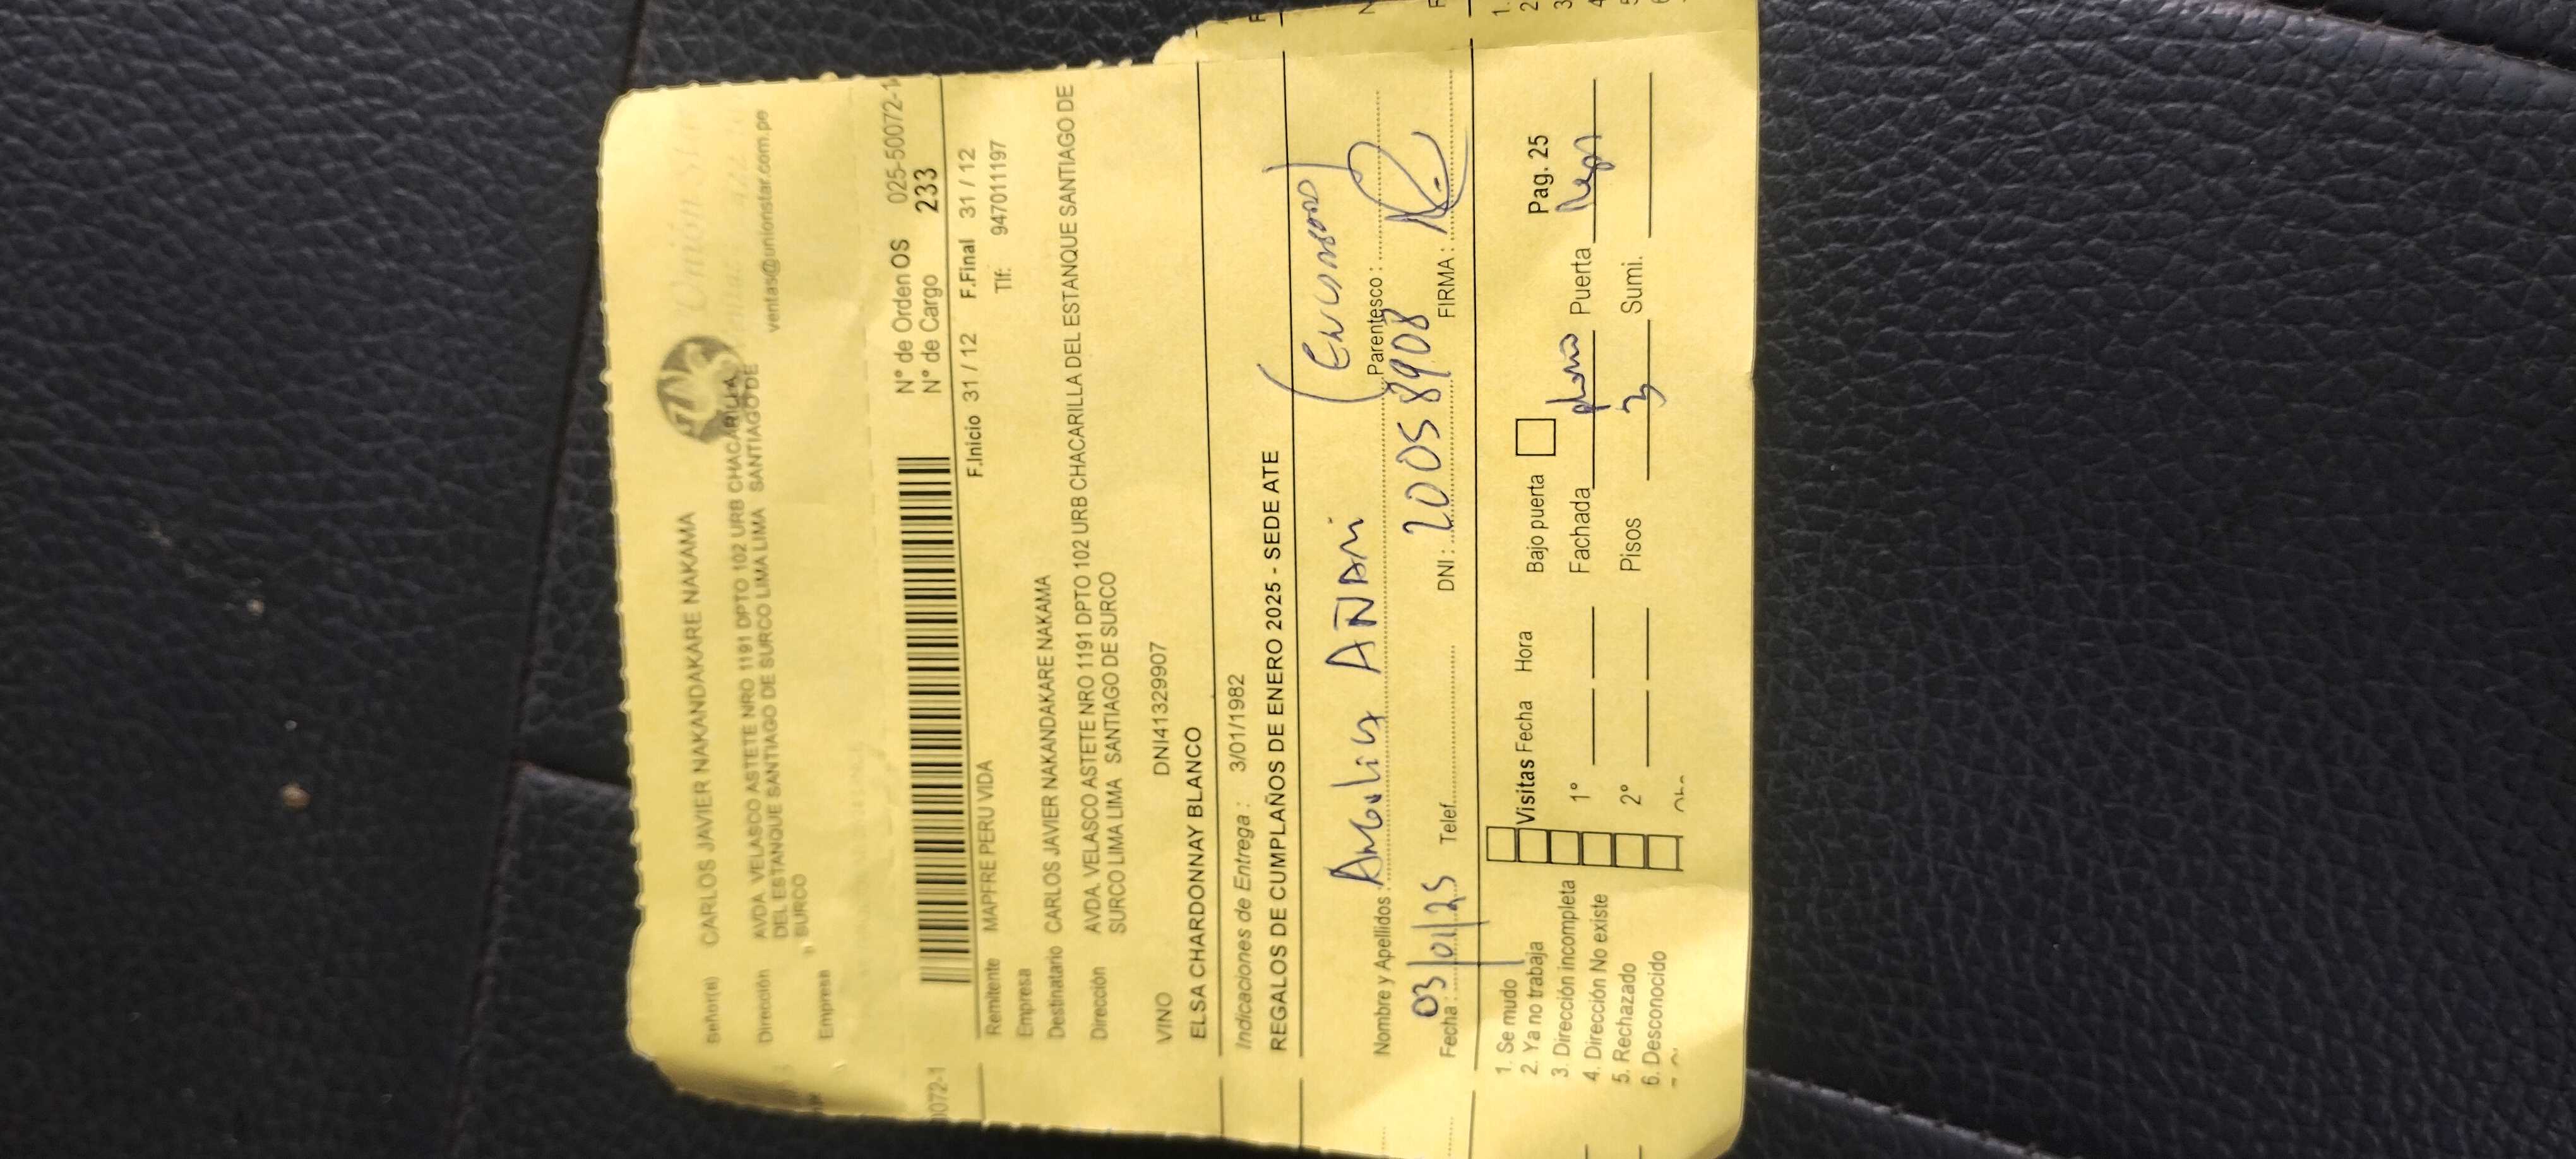 Unión Star
ventas@unionstar.com.pe
Señor(a) CARLOS JAVIER NAKANDAKARE NAKAMA
Dirección AVDA. VELASCO ASTETE NRO 1191 DPTO 102 URB CHACARILLA
DEL ESTANQUE SANTIAGO DE SURCO LIMA LIMA SANTIAGO DE
SURCO
Empresa
0072-1
N° de Orden OS 025-50072-1
N° de Cargo 233
F.Inicio 31 / 12 F.Final 31 / 12
Remitente MAPFRE PERU VIDA Tlf: 947011197
Empresa
Destinatario CARLOS JAVIER NAKANDAKARE NAKAMA
Dirección AVDA. VELASCO ASTETE NRO 1191 DPTO 102 URB CHACARILLA DEL ESTANQUE SANTIAGO DE
SURCO LIMA LIMA SANTIAGO DE SURCO
VINO DNI41329907
ELSA CHARDONNAY BLANCO
Indicaciones de Entrega : 3/01/1982
REGALOS DE CUMPLAÑOS DE ENERO 2025 - SEDE ATE
Nombre y Apellidos : AÑARI Parentesco :
Fecha : 03/01/25 Telef. DNI : 20058908 FIRMA :
1. Se mudo
2. Ya no trabaja Visitas Fecha Hora Bajo puerta Pag. 25
3. Dirección incompleta 1° Fachada Puerta
4. Dirección No existe
5. Rechazado 2° Pisos 3 Sumi.
6. Desconocido